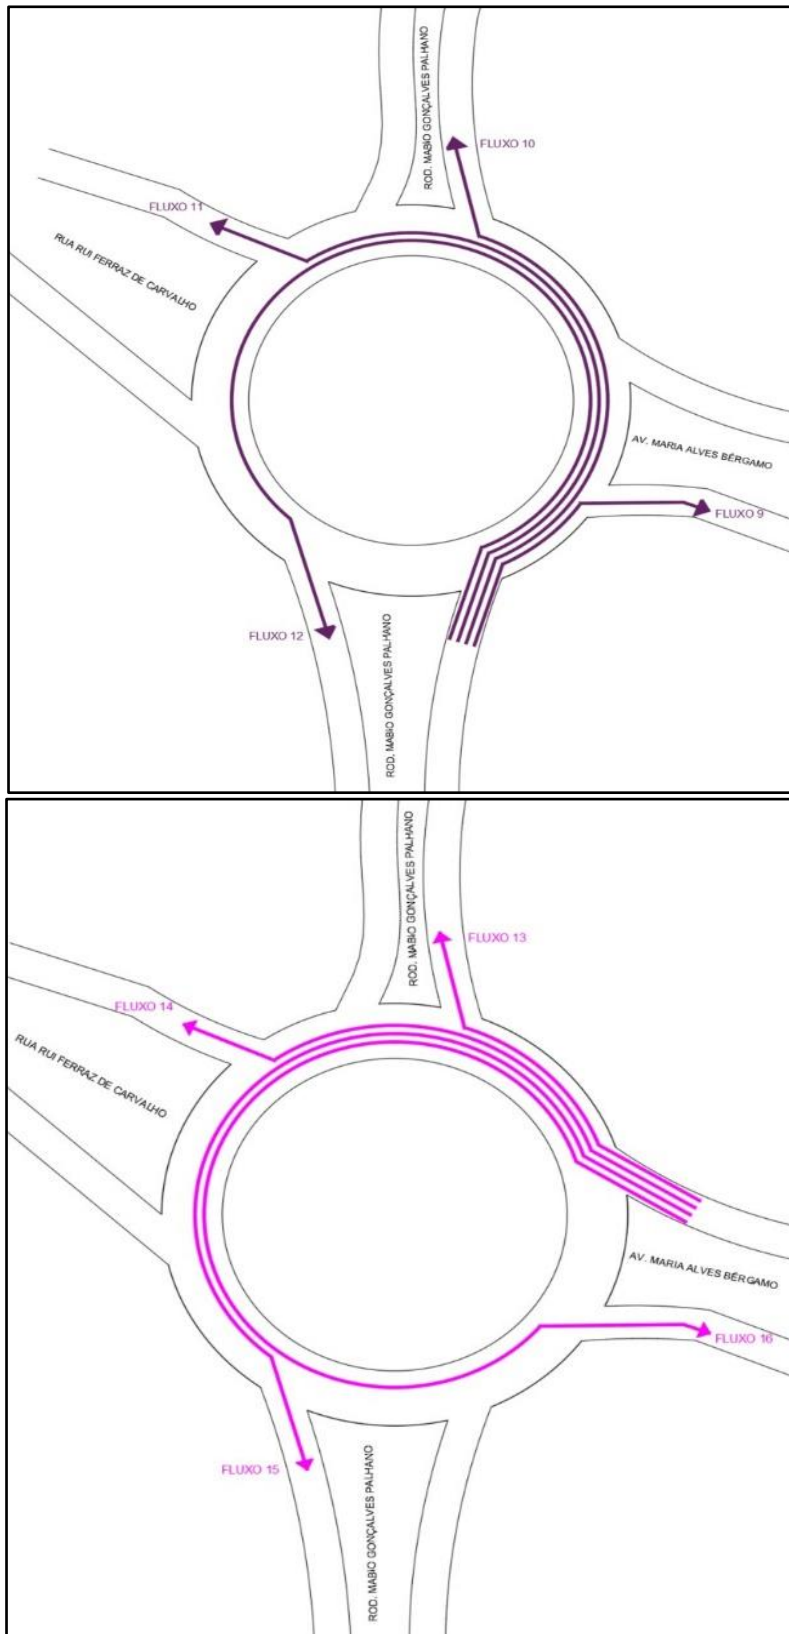 ROD. MABIO GONÇALVES PALHANO
FLUXO 10
FLUXO 11
RUA RUI FERRAZ DE CARVALHO
AV. MARIA ALVES BÉRGAMO
FLUXO 9
FLUXO 12
ROD. MABIO GONÇALVES PALHANO
ROD. MABIO GONÇALVES PALHANO
FLUXO 13
FLUXO 14
RUA RUI FERRAZ DE CARVALHO
AV. MARIA ALVES BÉRGAMO
FLUXO 16
FLUXO 15
ROD. MABIO GONÇALVES PALHANO